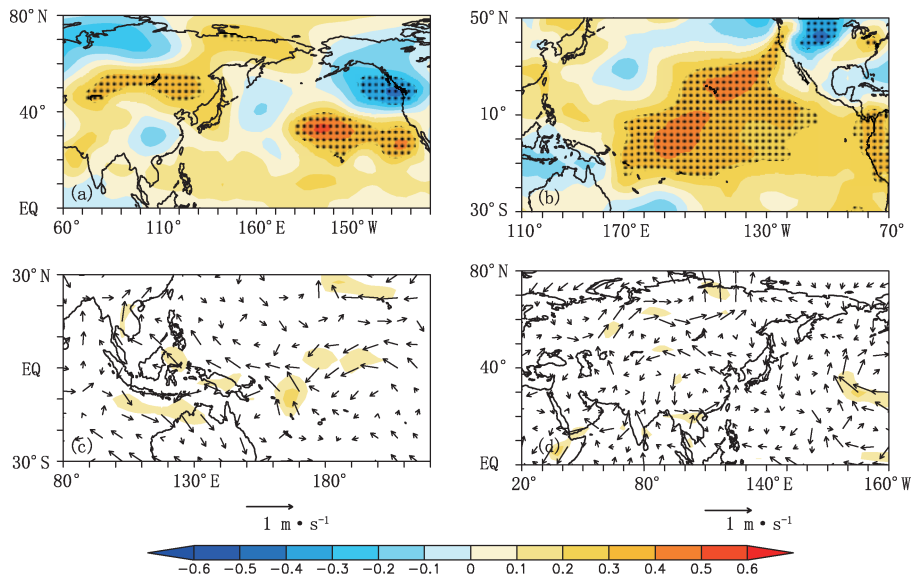 80°N
40°
EQ
(a)
60°
110°
160°E
150°W
50°N
10°
30°S
(b)
110°
170°E
130°W
70°
30°N
EQ
30°S
(c)
80°
130°E
180°
1 m·s⁻¹
80°N
40°
EQ
(d)
20°
80°
140°E
160°W
1 m·s⁻¹
−0.6 −0.5 −0.4 −0.3 −0.2 −0.1 0 0.1 0.2 0.3 0.4 0.5 0.6